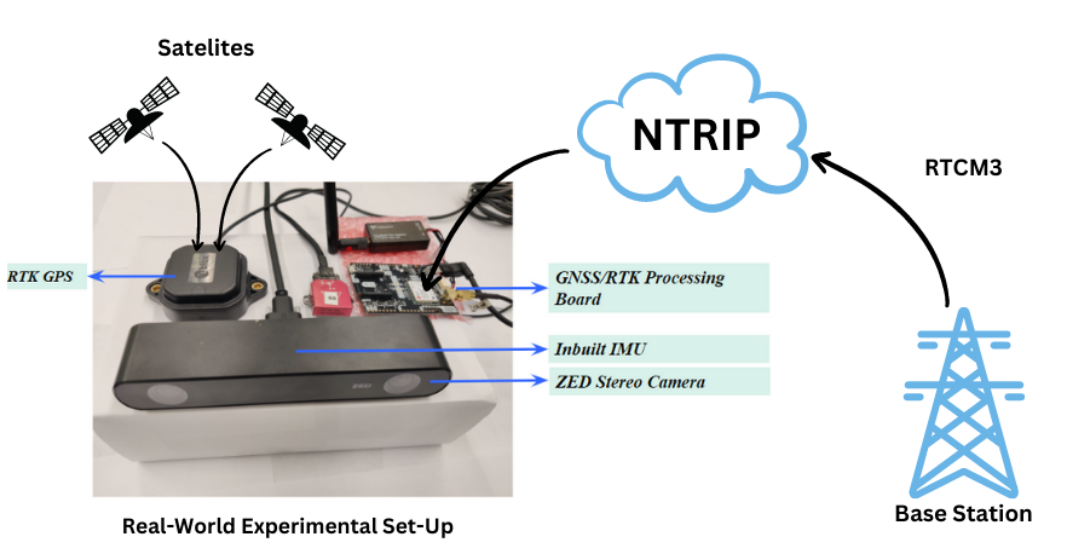 Satelites
NTRIP
RTCM3
RTK GPS
GNSS/RTK Processing
Board
Inbuilt IMU
ZED Stereo Camera
ZED
Base Station
Real-World Experimental Set-Up